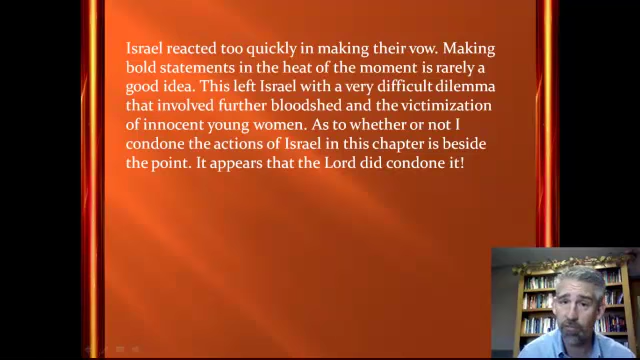 Israel reacted too quickly in making their vow. Making
bold statements in the heat of the moment is rarely a
good idea. This left Israel with a very difficult dilemma
that involved further bloodshed and the victimization
of innocent young women. As to whether or not I
condone the actions of Israel in this chapter is beside
the point. It appears that the Lord did condone it!